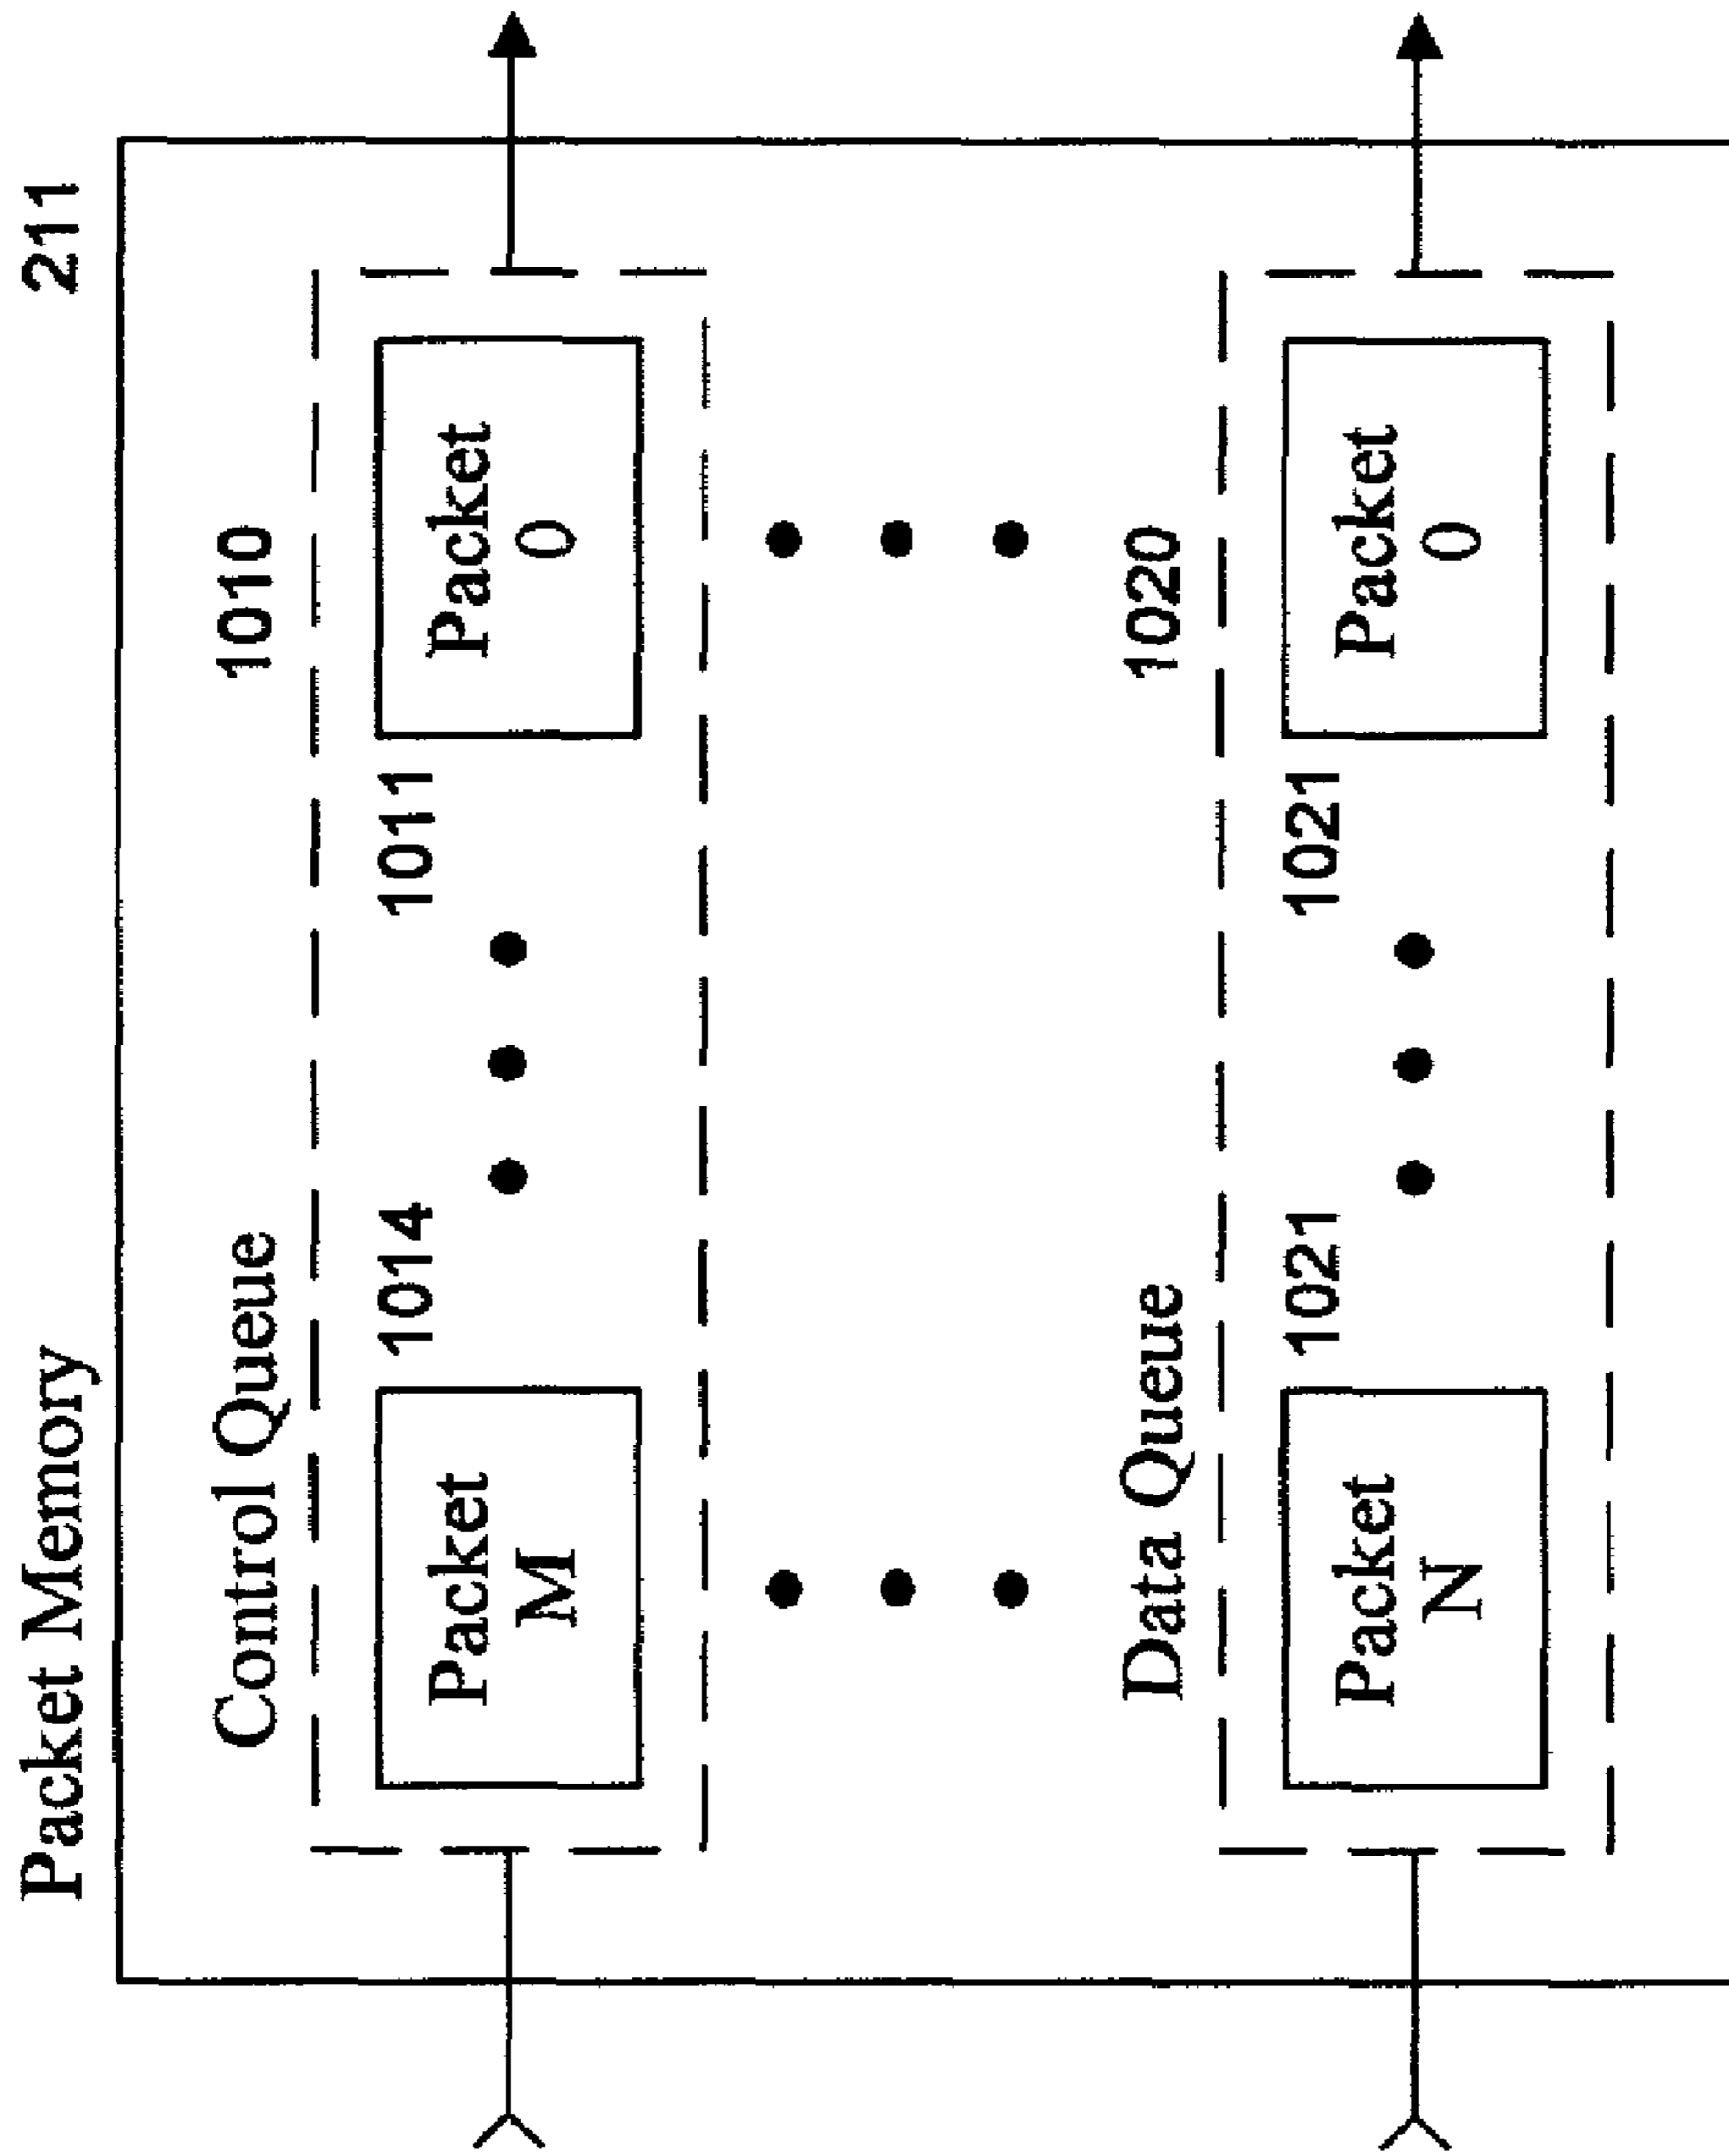 Packet Memory 211
Control Queue 1010
1014 1011
Packet M
Packet 0
Data Queue 1020
1021 1021
Packet N
Packet 0